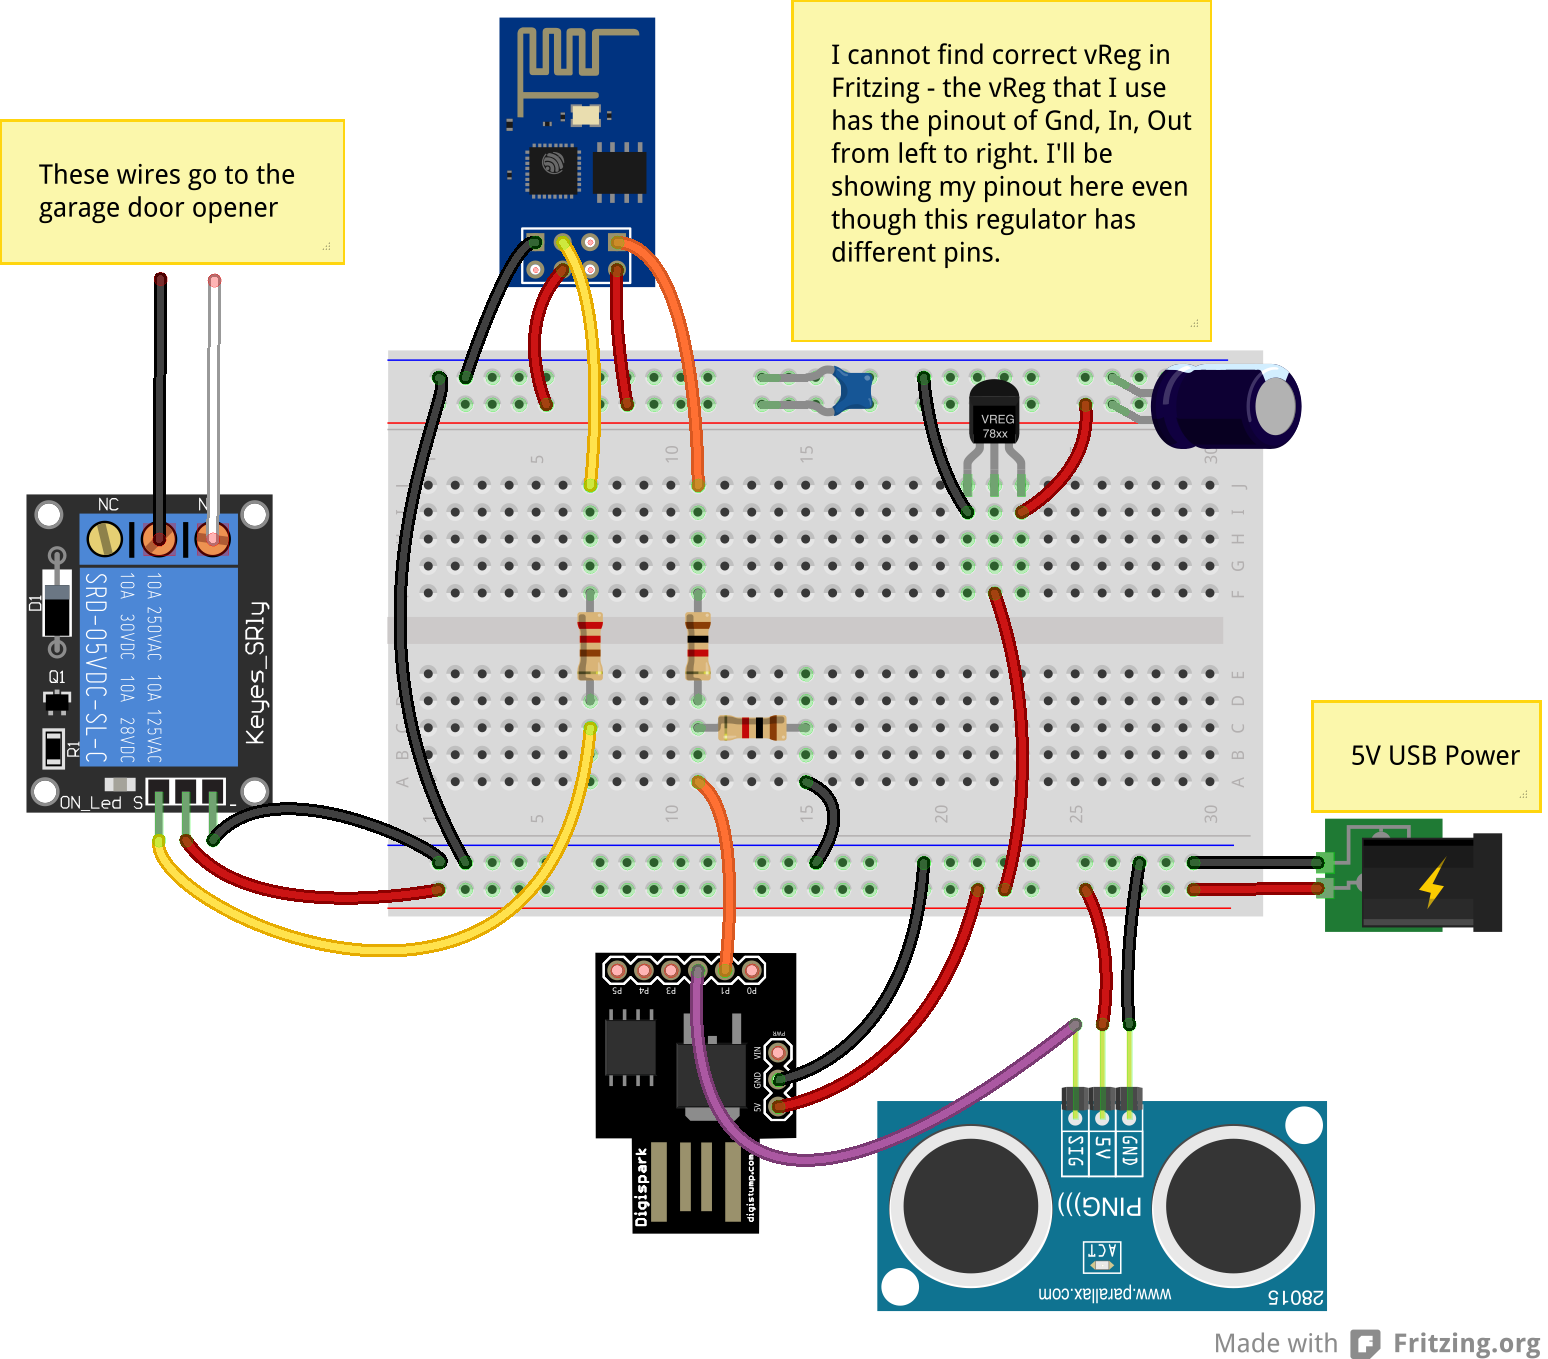 I cannot find correct vReg in
Fritzing - the vReg that I use
has the pinout of Gnd, In, Out
from left to right. I'll be
showing my pinout here even
though this regulator has
different pins.
These wires go to the
garage door opener
VREG
78xx
5 10 15 30
J J
I
H
G
F
NC N
D1
Q1
R1
SRD-05VDC-SL-C
10A 30VDC 10A 28VDC
10A 250VAC 10A 125VAC
Keyes_SRly
ON_Led S -
E
D
C C
B B
A A
1 5 10 15 20 25 30
5V USB Power
P5 P4 P3 P1 P0
PWR
VIN
GND
5V
Digispark
digistump.com
SIG 5V GND
PING)))
ACT
www.parallax.com
28015
Made with Fritzing.org